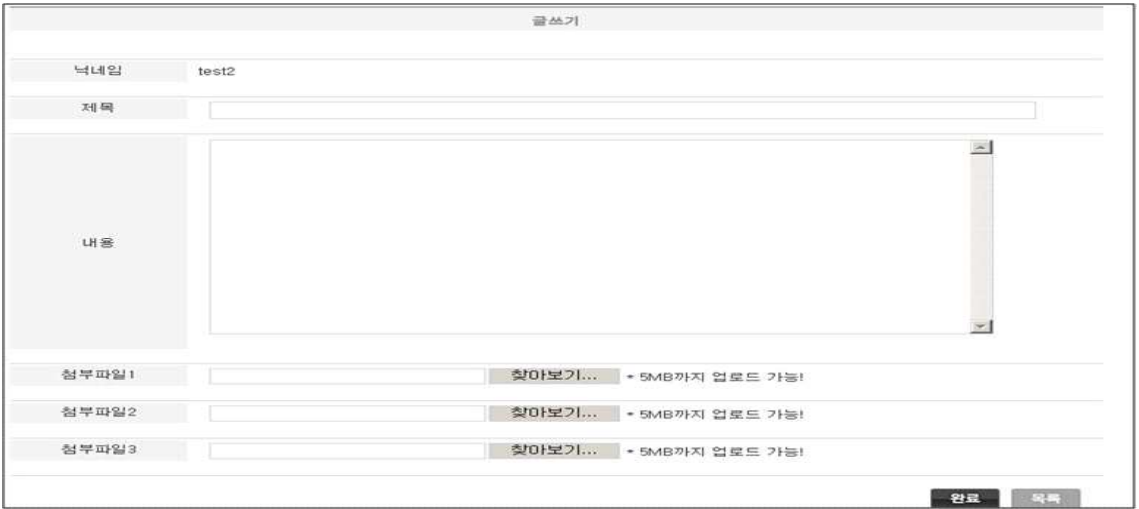 글쓰기
닉네임 test2
제목
내용
첨부파일1 찾아보기... * 5MB까지 업로드 가능!
첨부파일2 찾아보기... * 5MB까지 업로드 가능!
첨부파일3 찾아보기... * 5MB까지 업로드 가능!
완료 목록